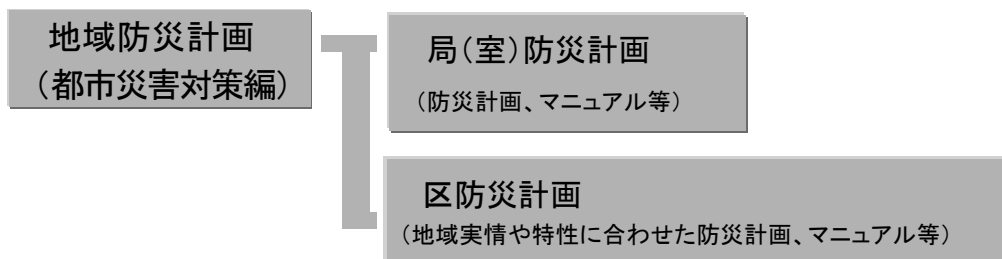 地域防災計画
（都市災害対策編）
局（室）防災計画
（防災計画、マニュアル等）
区防災計画
（地域実情や特性に合わせた防災計画、マニュアル等）